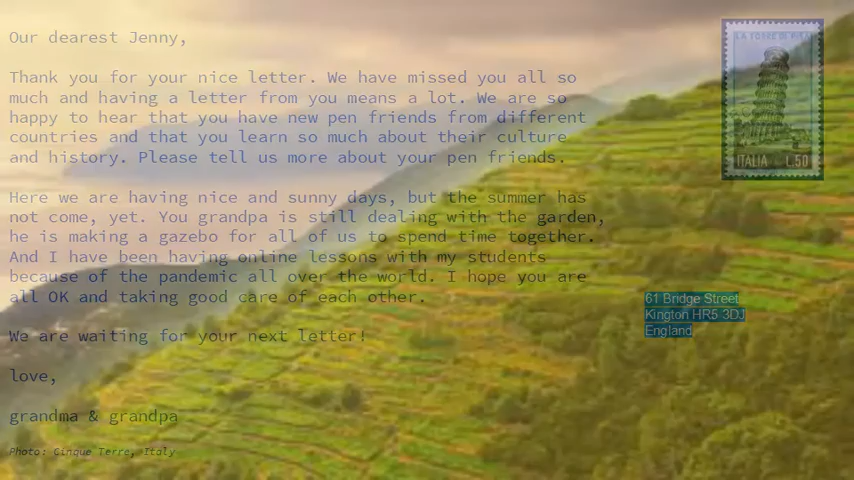 Our dearest Jenny,
Thank you for your nice letter. We have missed you all so
much and having a letter from you means a lot. We are so
happy to hear that you have new pen friends from different
countries and that you learn so much about their culture
and history. Please tell us more about your pen friends.
Here we are having nice and sunny days, but the summer has
not come, yet. You grandpa is still dealing with the garden,
he is making a gazebo for all of us to spend time together.
And I have been having online lessons with my students
because of the pandemic all over the world. I hope you are
all OK and taking good care of each other.
We are waiting for your next letter!
love,
grandma & grandpa
Photo: Cinque Terre, Italy
LA TORRE DI PISA
ITALIA L.50
61 Bridge Street
Kington HR5 3DJ
England